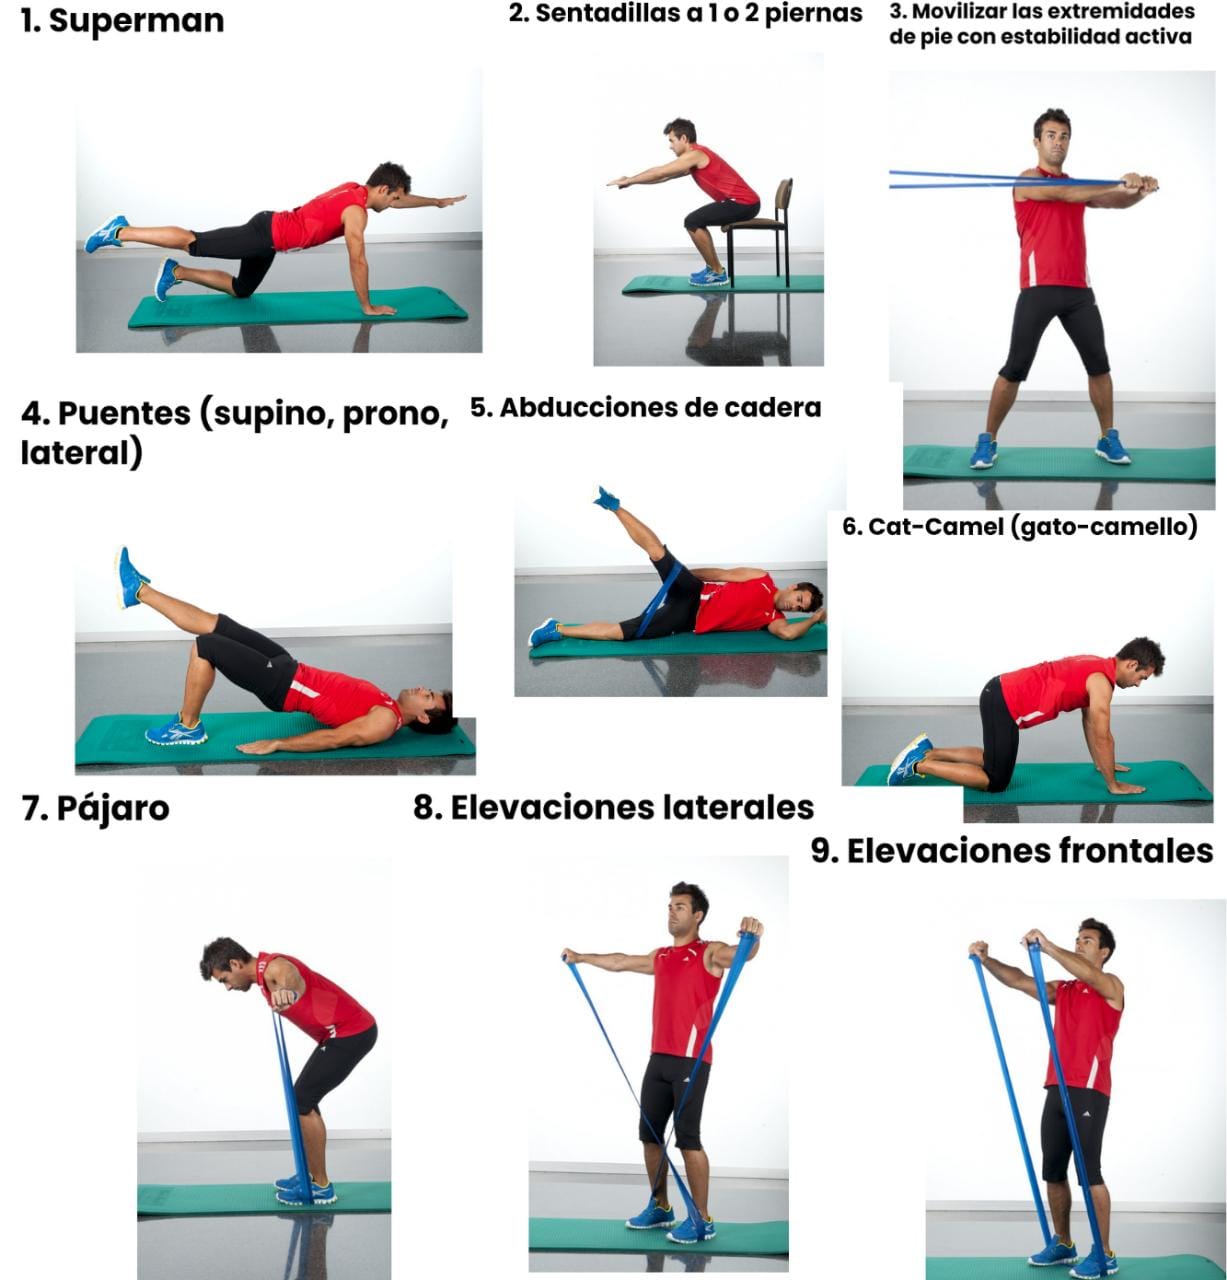 1. Superman
2. Sentadillas a 1 o 2 piernas
3. Movilizar las extremidades
de pie con estabilidad activa
4. Puentes (supino, prono,
lateral)
5. Abducciones de cadera
6. Cat-Camel (gato-camello)
7. Pájaro
8. Elevaciones laterales
9. Elevaciones frontales